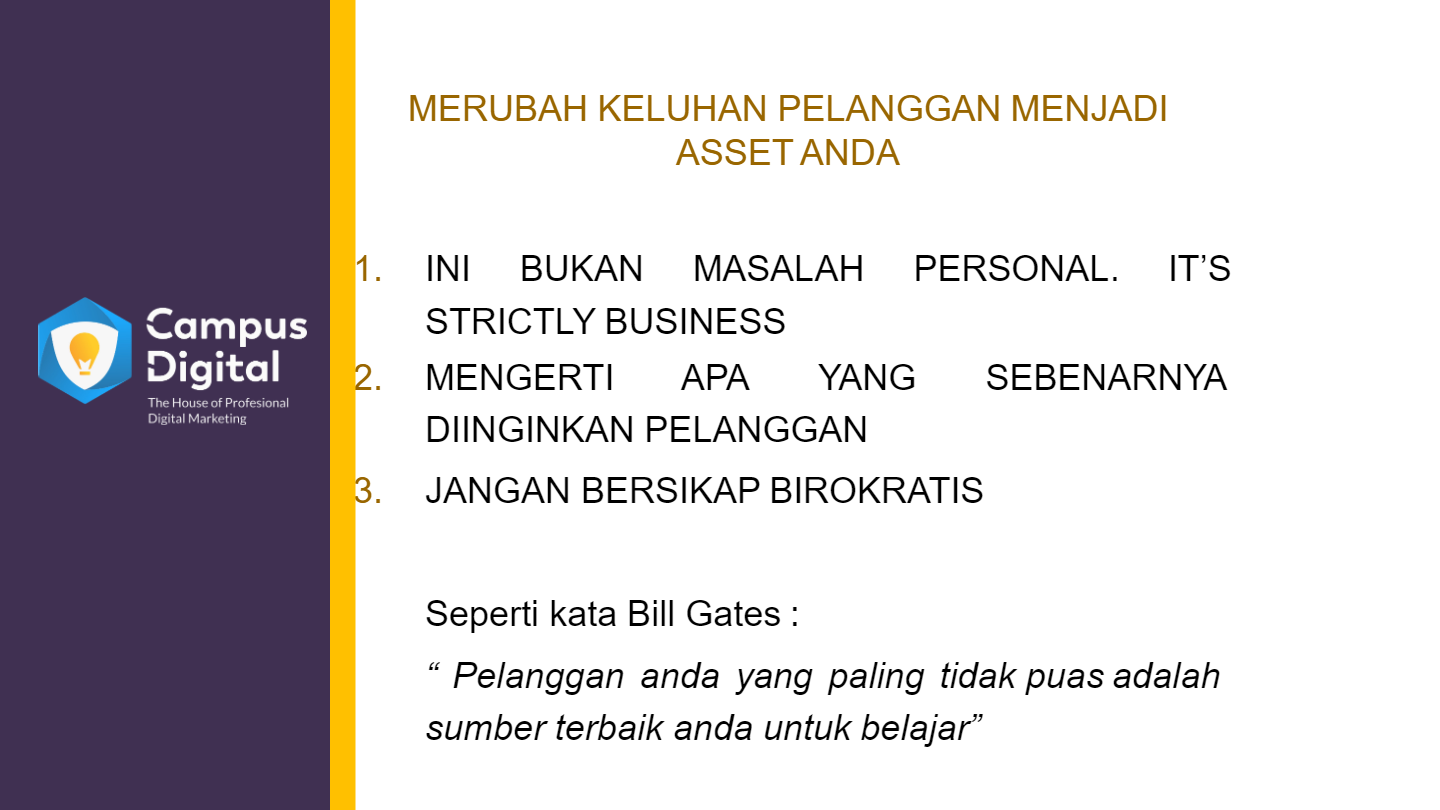 Campus
Digital
The House of Profesional
Digital Marketing
MERUBAH KELUHAN PELANGGAN MENJADI
ASSET ANDA
1. INI BUKAN MASALAH PERSONAL. IT’S
STRICTLY BUSINESS
2. MENGERTI APA YANG SEBENARNYA
DIINGINKAN PELANGGAN
3. JANGAN BERSIKAP BIROKRATIS
Seperti kata Bill Gates :
“ Pelanggan anda yang paling tidak puas adalah
sumber terbaik anda untuk belajar”